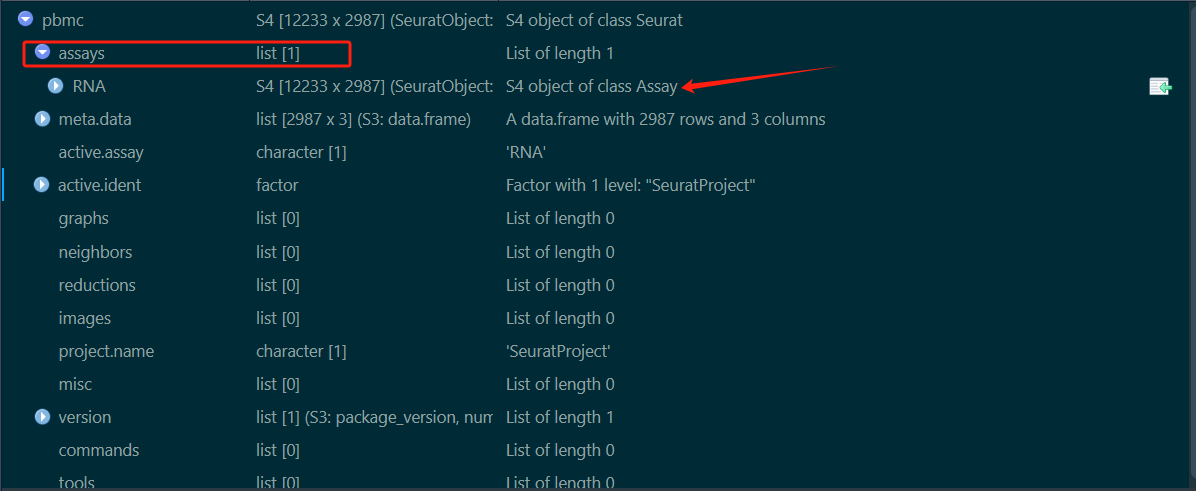 pbmc S4 [12233 x 2987] (SeuratObject: S4 object of class Seurat
assays list [1] List of length 1
RNA S4 [12233 x 2987] (SeuratObject: S4 object of class Assay
meta.data list [2987 x 3] (S3: data.frame) A data.frame with 2987 rows and 3 columns
active.assay character [1] 'RNA'
active.ident factor Factor with 1 level: "SeuratProject"
graphs list [0] List of length 0
neighbors list [0] List of length 0
reductions list [0] List of length 0
images list [0] List of length 0
project.name character [1] 'SeuratProject'
misc list [0] List of length 0
version list [1] (S3: package_version, num List of length 1
commands list [0] List of length 0
tools list [0] List of length 0